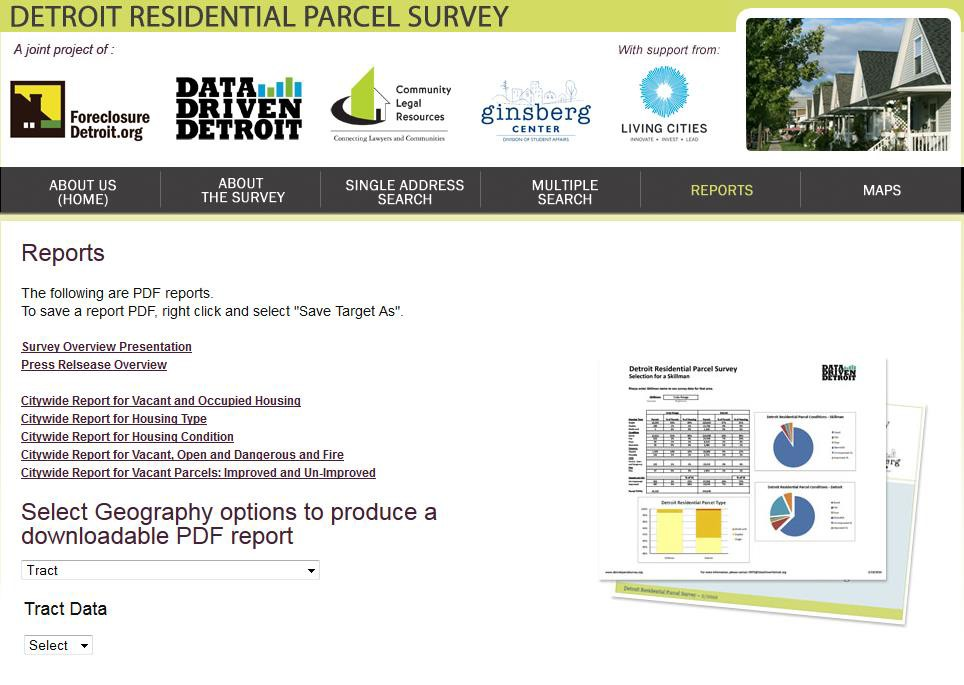 DETROIT RESIDENTIAL PARCEL SURVEY
A joint project of :
With support from:
Foreclosure
Detroit.org
DATA
DRIVEN
DETROIT
Community
Legal
Resources
Connecting Lawyers and Communities
ginsberg
CENTER
DIVISION OF STUDENT AFFAIRS
LIVING CITIES
INNOVATE • INVEST • LEAD
ABOUT US
(HOME)
ABOUT
THE SURVEY
SINGLE ADDRESS
SEARCH
MULTIPLE
SEARCH
REPORTS
MAPS
Reports
The following are PDF reports.
To save a report PDF, right click and select "Save Target As".
Survey Overview Presentation
Press Relsease Overview
Citywide Report for Vacant and Occupied Housing
Citywide Report for Housing Type
Citywide Report for Housing Condition
Citywide Report for Vacant, Open and Dangerous and Fire
Citywide Report for Vacant Parcels: Improved and Un-Improved
Select Geography options to produce a
downloadable PDF report
Tract
Tract Data
Select
Detroit Residential Parcel Survey
Selection for a Skillman
DATA
DRIVEN
DETROIT
Detroit Residential Parcel Conditions - Skillman
Detroit Residential Parcel Conditions - Detroit
Detroit Residential Parcel Type